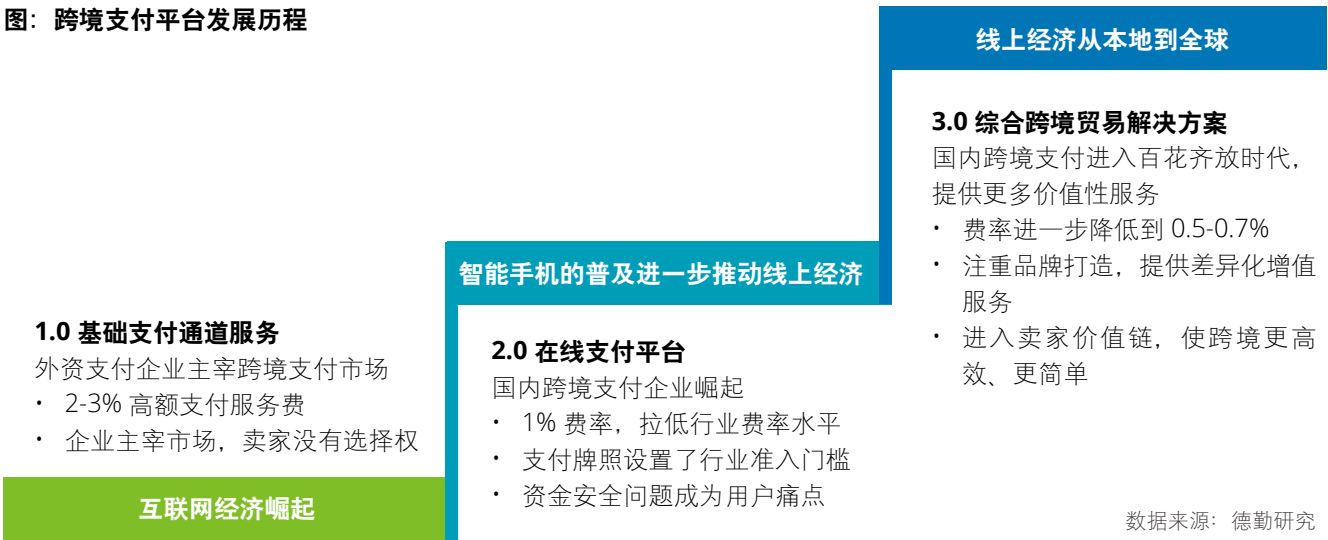 图：跨境支付平台发展历程
互联网经济崛起
1.0 基础支付通道服务
外资支付企业主宰跨境支付市场
• 2-3% 高额支付服务费
• 企业主宰市场，卖家没有选择权
智能手机的普及进一步推动线上经济
2.0 在线支付平台
国内跨境支付企业崛起
• 1% 费率，拉低行业费率水平
• 支付牌照设置了行业准入门槛
• 资金安全问题成为用户痛点
线上经济从本地到全球
3.0 综合跨境贸易解决方案
国内跨境支付进入百花齐放时代，
提供更多价值性服务
• 费率进一步降低到 0.5-0.7%
• 注重品牌打造，提供差异化增值
服务
• 进入卖家价值链，使跨境更高
效、更简单
数据来源：德勤研究